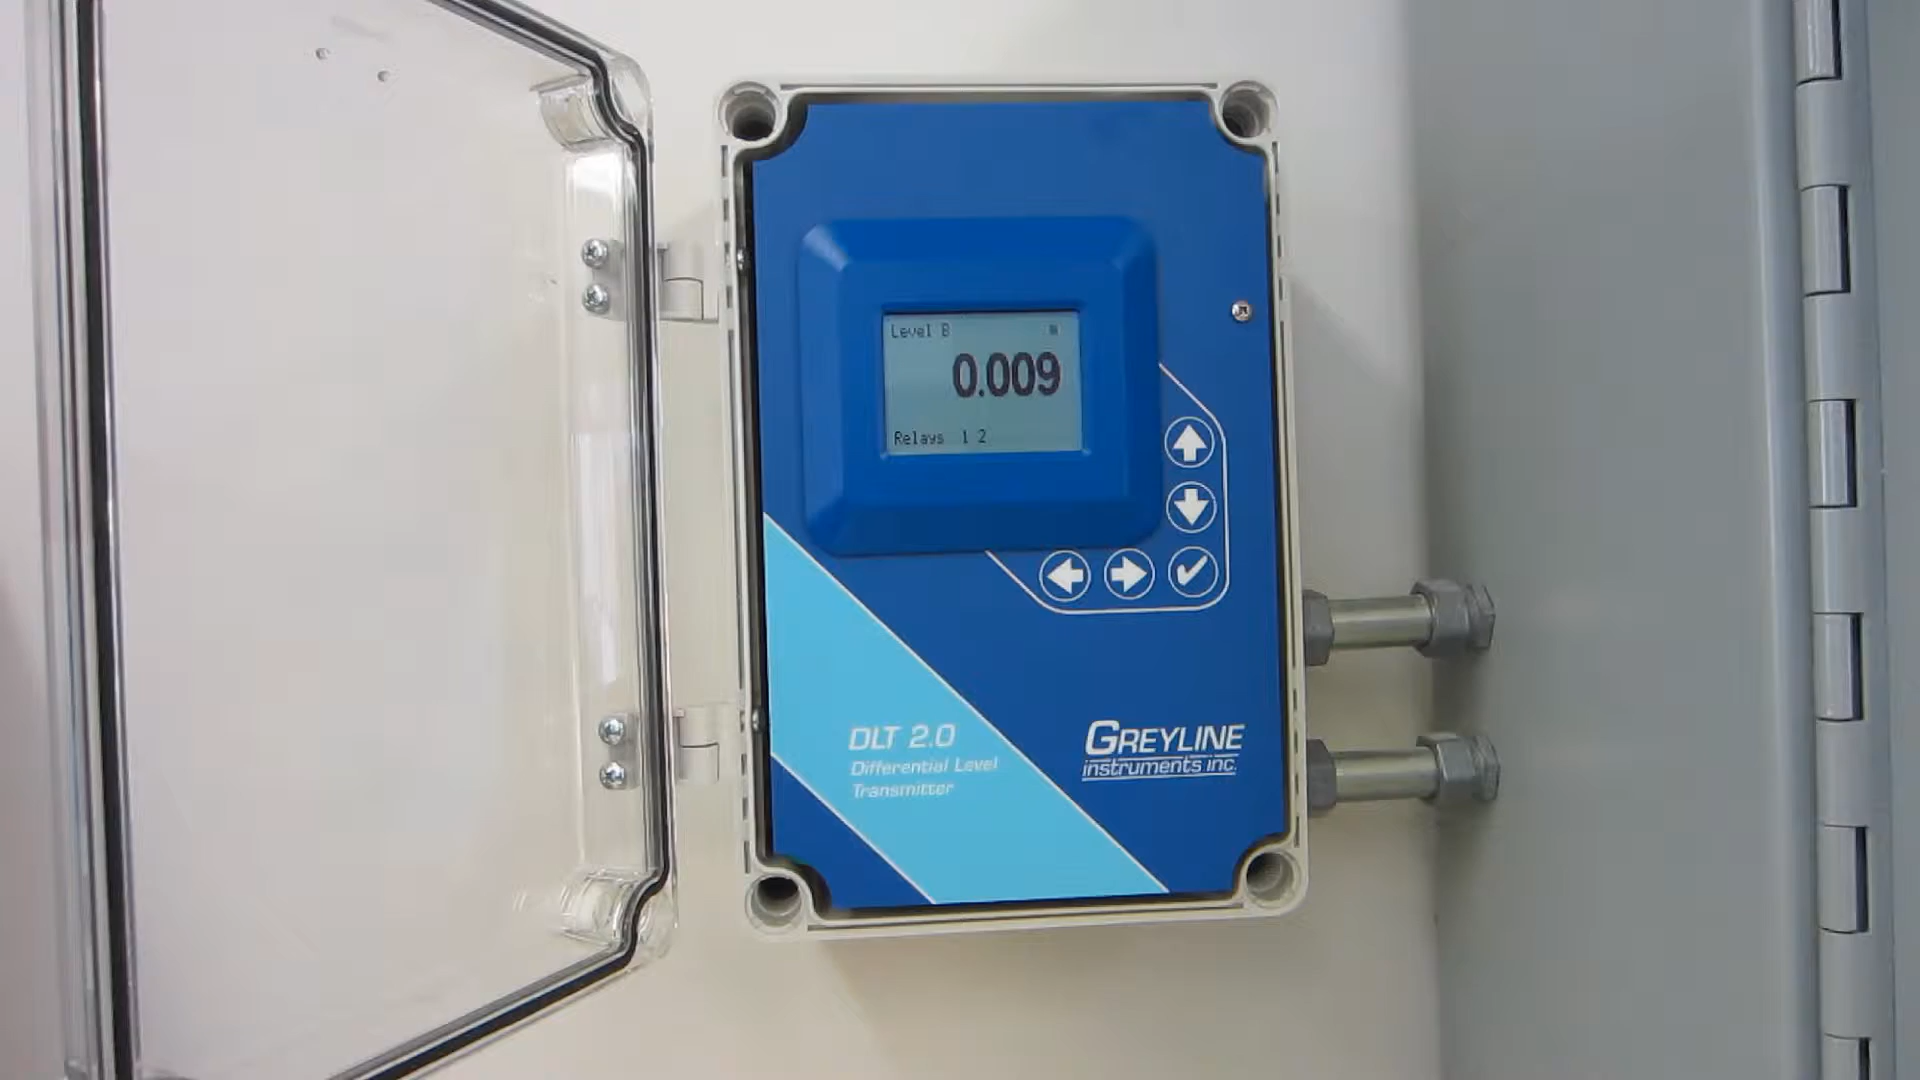 Level B
0.009
Relays 1 2
DLT 2.0
Differential Level
Transmitter
GREYLINE
instruments inc.